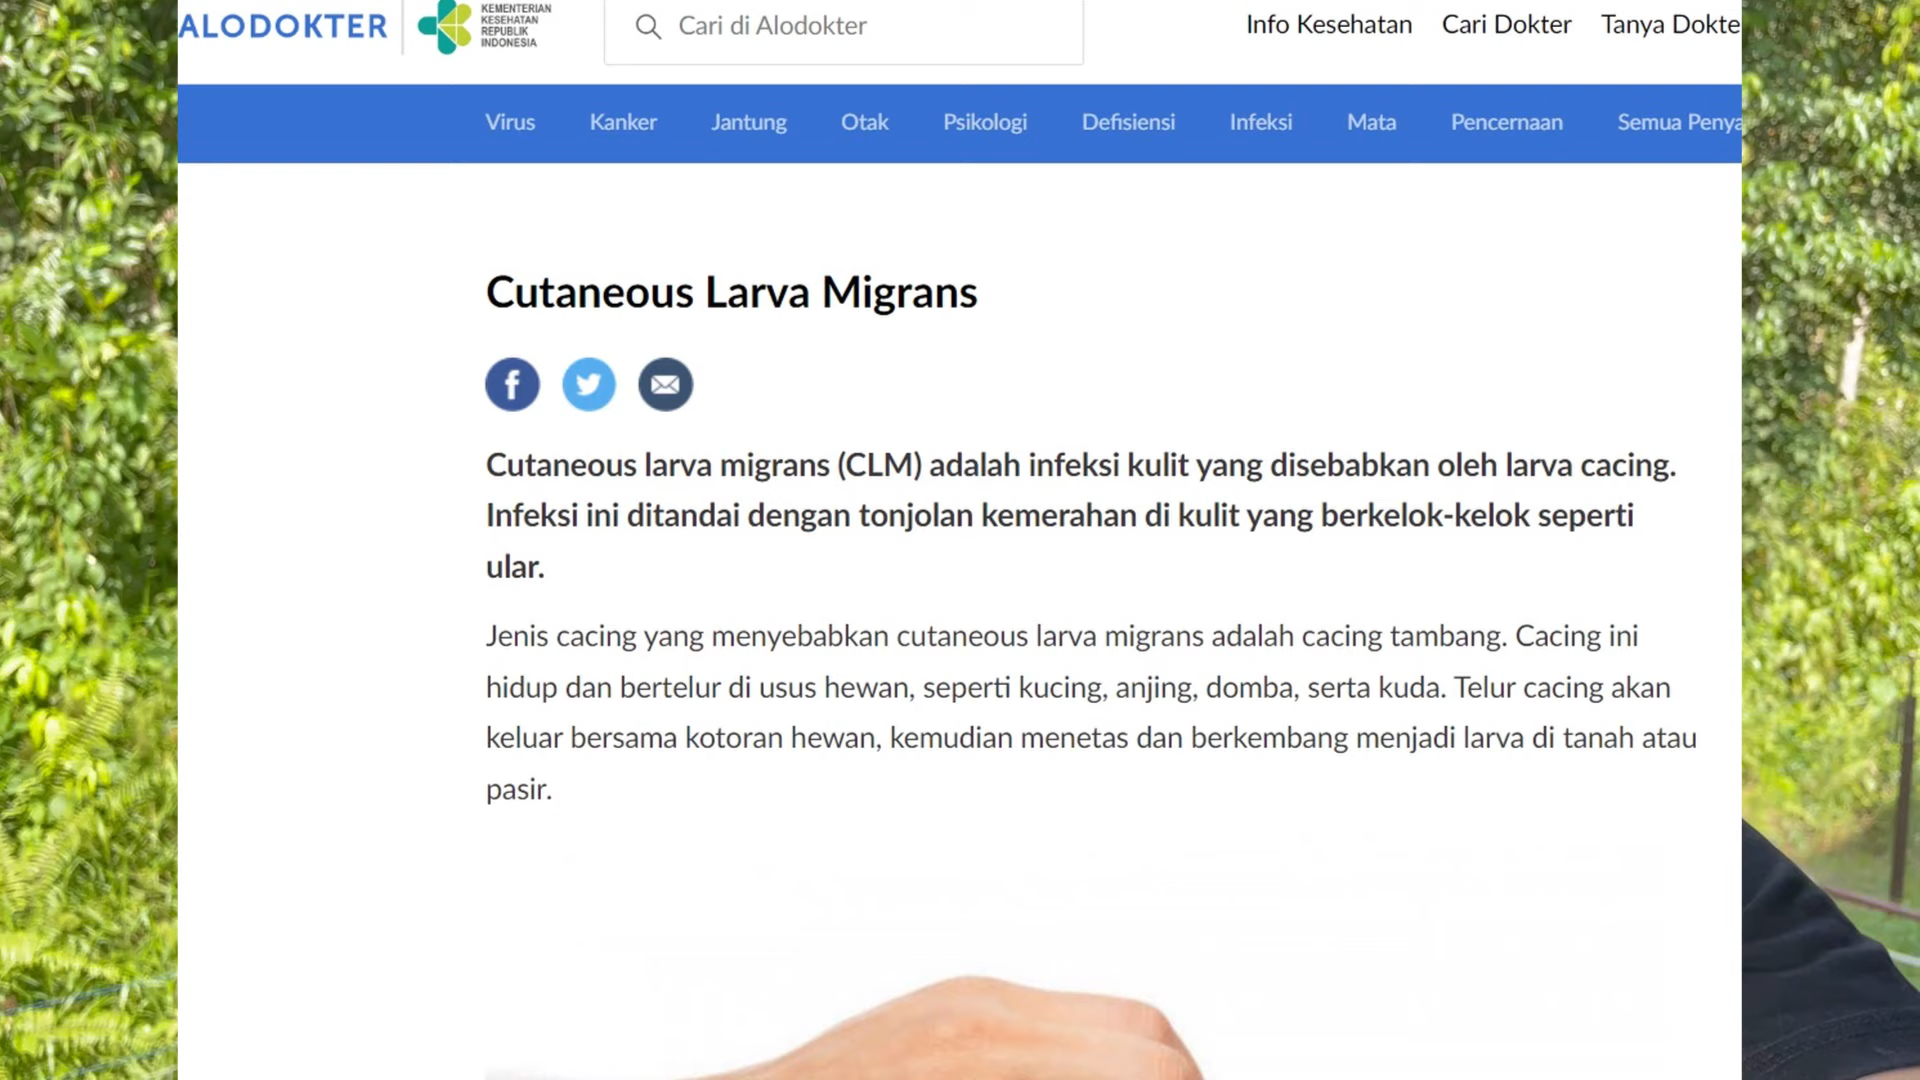 ALODOKTER
KEMENTERIAN
KESEHATAN
REPUBLIK
INDONESIA
Cari di Alodokter
Info Kesehatan Cari Dokter Tanya Dokte
Virus Kanker Jantung Otak Psikologi Defisiensi Infeksi Mata Pencernaan Semua Penya
Cutaneous Larva Migrans
Cutaneous larva migrans (CLM) adalah infeksi kulit yang disebabkan oleh larva cacing.
Infeksi ini ditandai dengan tonjolan kemerahan di kulit yang berkelok-kelok seperti
ular.
Jenis cacing yang menyebabkan cutaneous larva migrans adalah cacing tambang. Cacing ini
hidup dan bertelur di usus hewan, seperti kucing, anjing, domba, serta kuda. Telur cacing akan
keluar bersama kotoran hewan, kemudian menetas dan berkembang menjadi larva di tanah atau
pasir.